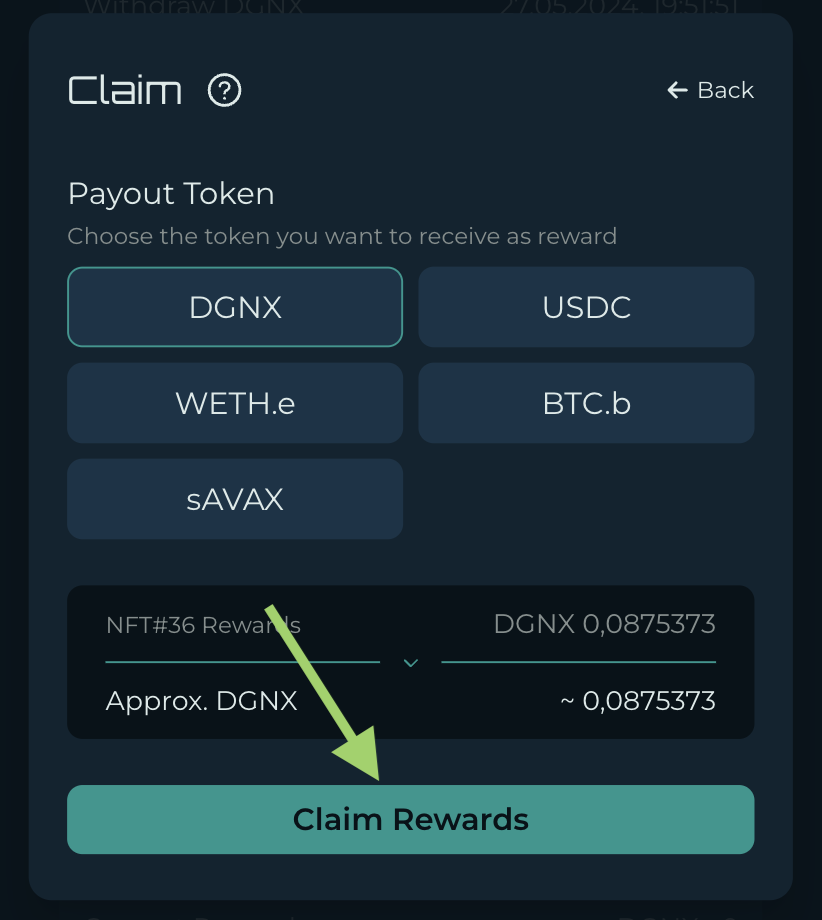 Withdraw DGNX 27.05.2024, 19:51:51
Claim ? Back
Payout Token
Choose the token you want to receive as reward
DGNX USDC
WETH.e BTC.b
sAVAX
NFT#36 Rewards DGNX 0,0875373
Approx. DGNX ~ 0,0875373
Claim Rewards